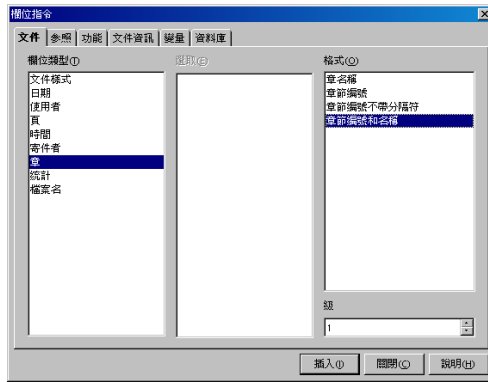 欄位指令
文件 參照 功能 文件資訊 變量 資料庫
欄位類型(T) 選取(E) 格式(O)
文件樣式
日期
使用者
頁
時間
寄件者
章
統計
檔案名
章名稱
章節編號
章節編號不帶分隔符
章節編號和名稱
級
1
插入(I) 關閉(C) 說明(H)